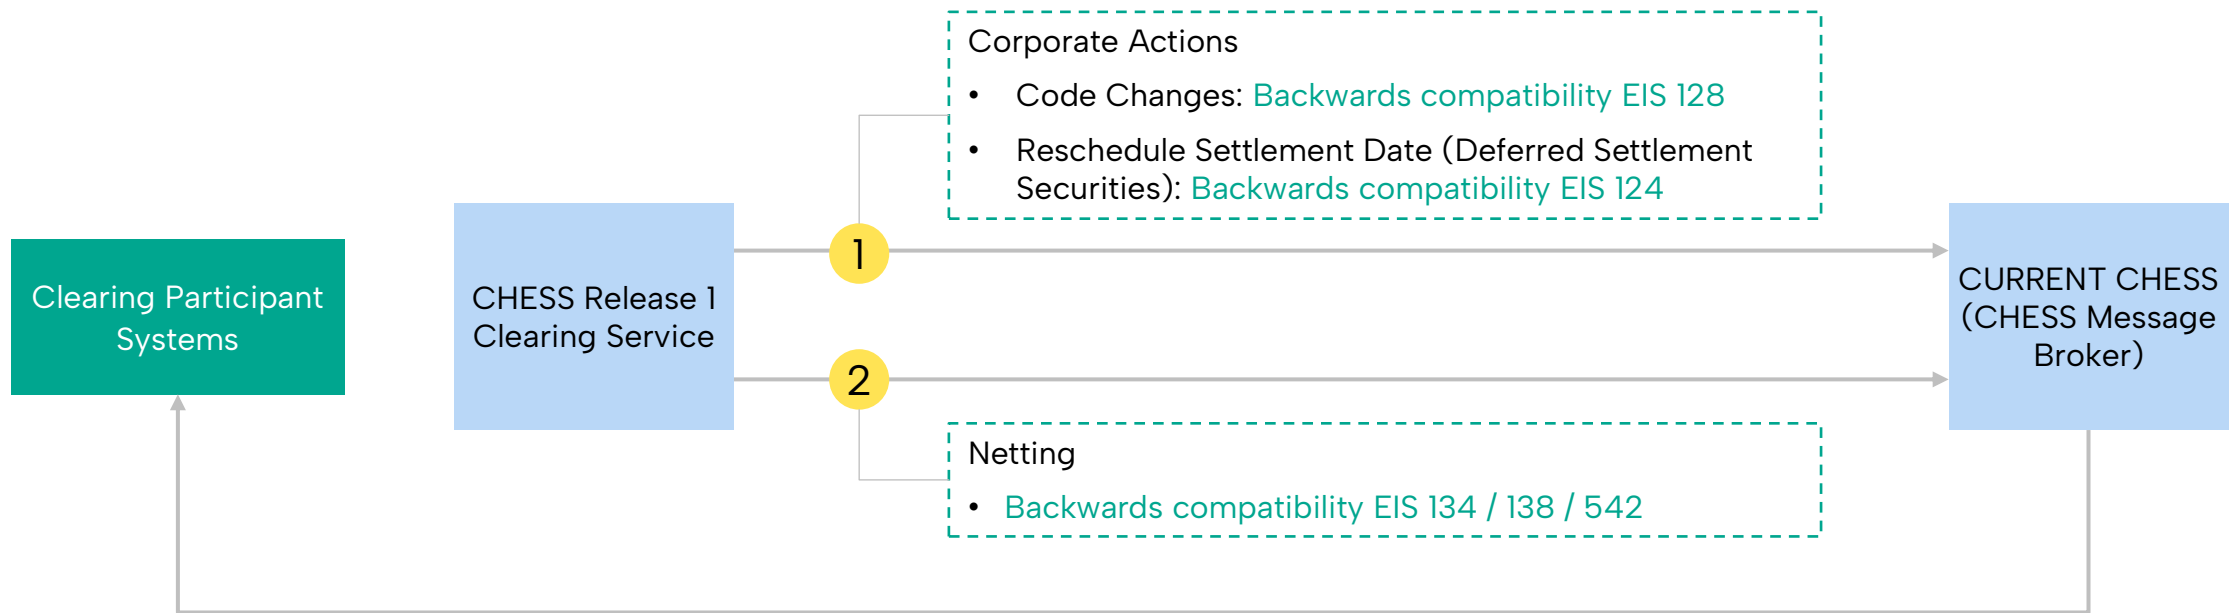 Corporate Actions
• Code Changes: Backwards compatibility EIS 128
• Reschedule Settlement Date (Deferred Settlement
Securities): Backwards compatibility EIS 124
1
Clearing Participant
Systems
CHESS Release 1
Clearing Service
CURRENT CHESS
(CHESS Message
Broker)
2
Netting
• Backwards compatibility EIS 134 / 138 / 542